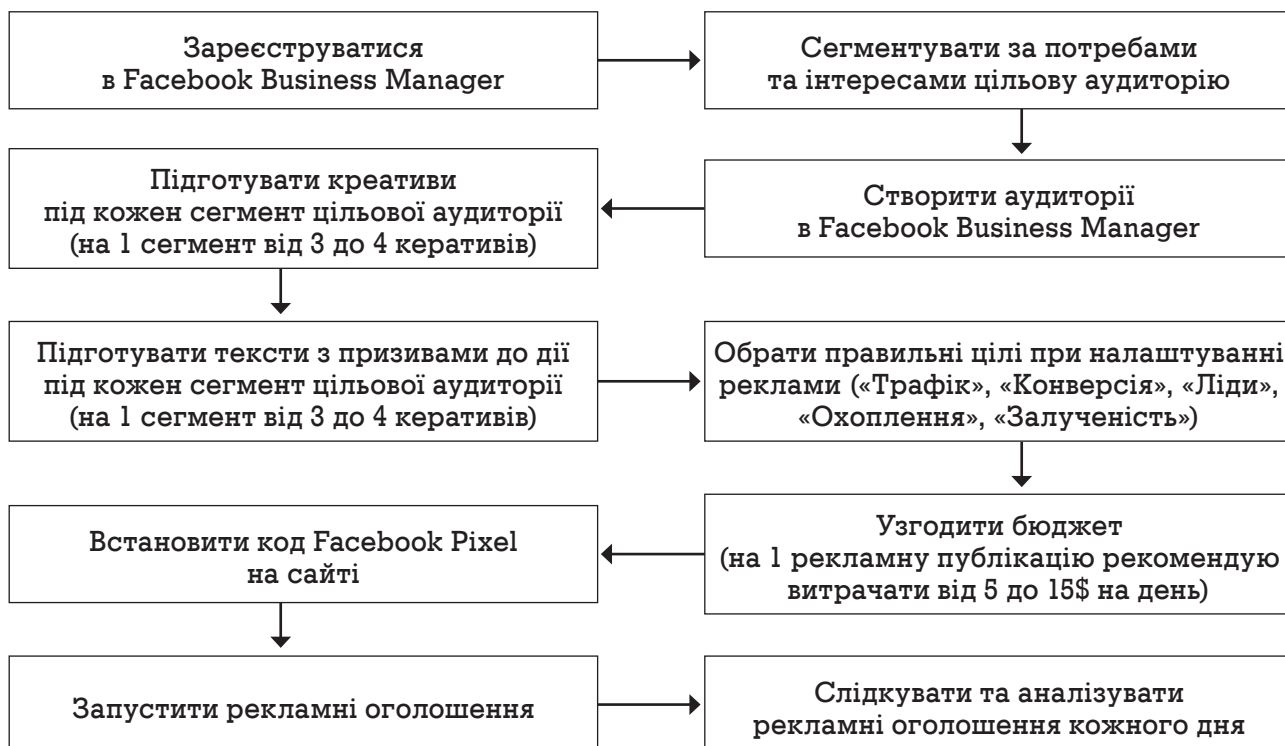 Зареєструватися
в Facebook Business Manager
Сегментувати за потребами
та інтересами цільову аудиторію
Створити аудиторії
в Facebook Business Manager
Підготувати креативи
під кожен сегмент цільової аудиторії
(на 1 сегмент від 3 до 4 керативів)
Підготувати тексти з призивами до дії
під кожен сегмент цільової аудиторії
(на 1 сегмент від 3 до 4 керативів)
Обрати правильні цілі при налаштуванні
реклами («Трафік», «Конверсія», «Ліди»,
«Охоплення», «Залученість»)
Узгодити бюджет
(на 1 рекламну публікацію рекомендую
витрачати від 5 до 15$ на день)
Встановити код Facebook Pixel
на сайті
Запустити рекламні оголошення
Слідкувати та аналізувати
рекламні оголошення кожного дня